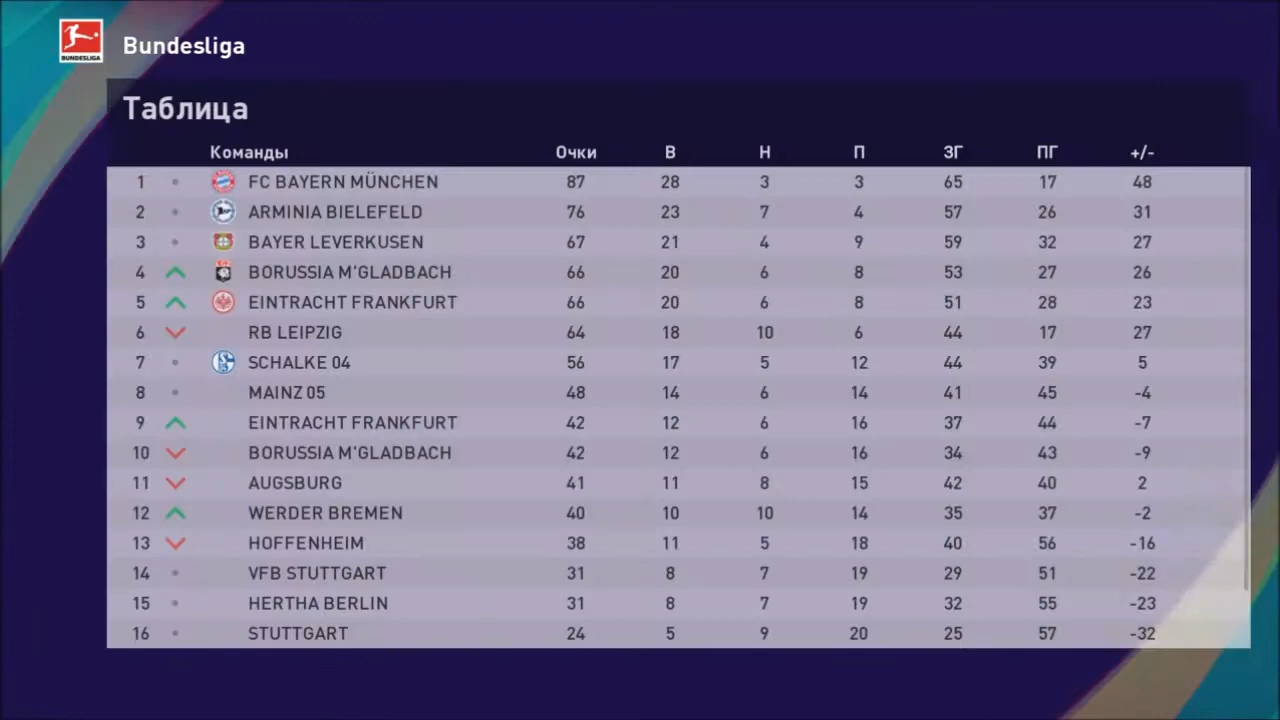 BUNDESLIGA
Bundesliga
Таблица
Команды Очки В Н П ЗГ ПГ +/-
1 FC BAYERN MÜNCHEN 87 28 3 3 65 17 48
2 ARMINIA BIELEFELD 76 23 7 4 57 26 31
3 BAYER LEVERKUSEN 67 21 4 9 59 32 27
4 BORUSSIA M'GLADBACH 66 20 6 8 53 27 26
5 EINTRACHT FRANKFURT 66 20 6 8 51 28 23
6 RB LEIPZIG 64 18 10 6 44 17 27
7 SCHALKE 04 56 17 5 12 44 39 5
8 MAINZ 05 48 14 6 14 41 45 -4
9 EINTRACHT FRANKFURT 42 12 6 16 37 44 -7
10 BORUSSIA M'GLADBACH 42 12 6 16 34 43 -9
11 AUGSBURG 41 11 8 15 42 40 2
12 WERDER BREMEN 40 10 10 14 35 37 -2
13 HOFFENHEIM 38 11 5 18 40 56 -16
14 VFB STUTTGART 31 8 7 19 29 51 -22
15 HERTHA BERLIN 31 8 7 19 32 55 -23
16 STUTTGART 24 5 9 20 25 57 -32